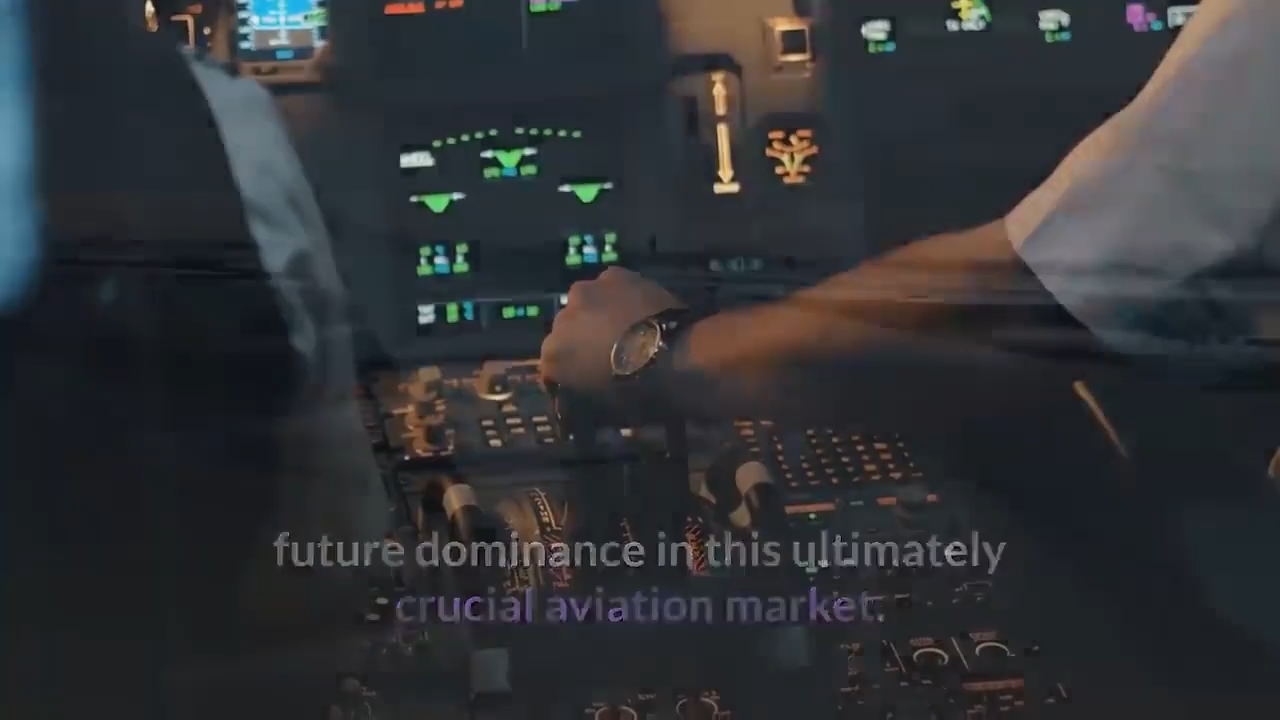 future dominance in this ultimately
crucial aviation market.